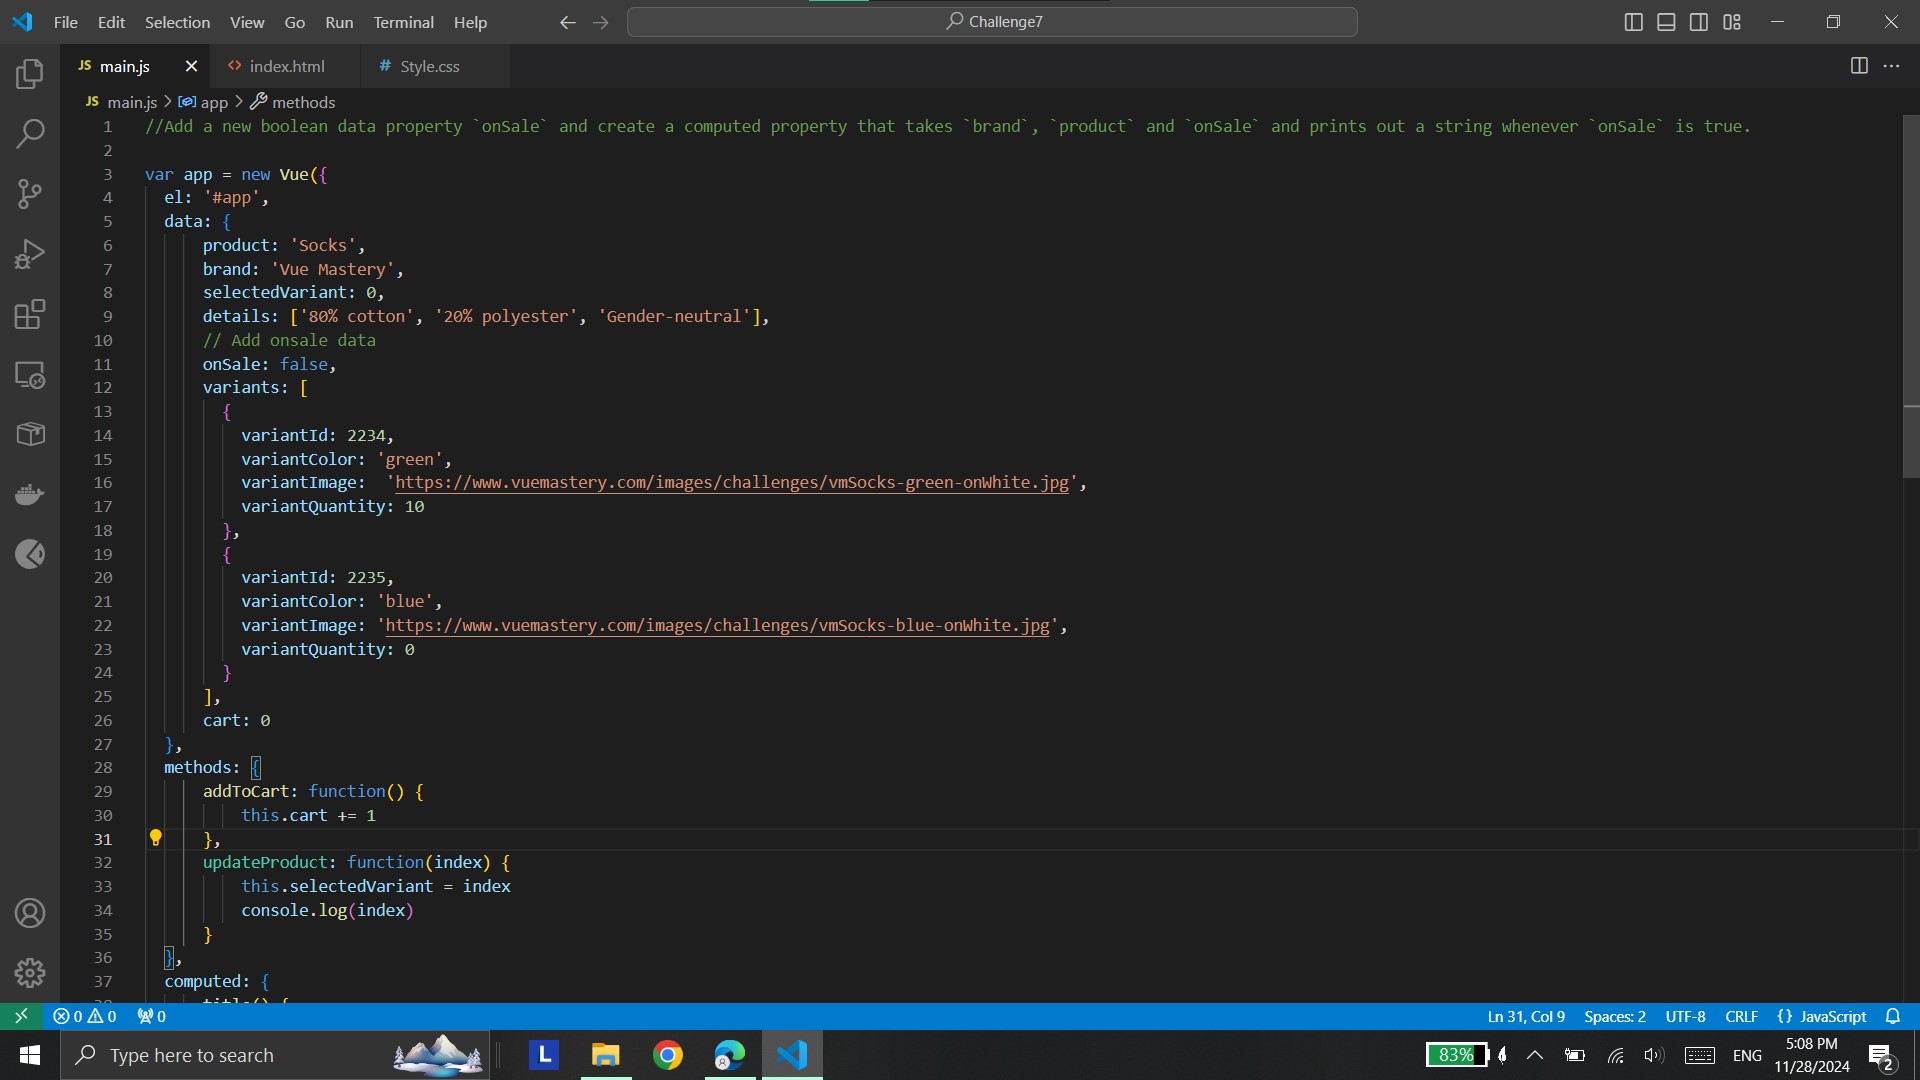 File Edit Selection View Go Run Terminal Help Challenge7
JS main.js index.html # Style.css
JS main.js app methods
1 //Add a new boolean data property `onSale` and create a computed property that takes `brand`, `product` and `onSale` and prints out a string whenever `onSale` is true.
2
3 var app = new Vue({
4 el: '#app',
5 data: {
6 product: 'Socks',
7 brand: 'Vue Mastery',
8 selectedVariant: 0,
9 details: ['80% cotton', '20% polyester', 'Gender-neutral'],
10 // Add onsale data
11 onSale: false,
12 variants: [
13 {
14 variantId: 2234,
15 variantColor: 'green',
16 variantImage:  'https://www.vuemastery.com/images/challenges/vmSocks-green-onWhite.jpg',
17 variantQuantity: 10
18 },
19 {
20 variantId: 2235,
21 variantColor: 'blue',
22 variantImage: 'https://www.vuemastery.com/images/challenges/vmSocks-blue-onWhite.jpg',
23 variantQuantity: 0
24 }
25 ],
26 cart: 0
27 },
28 methods: {
29 addToCart: function() {
30 this.cart += 1
31 },
32 updateProduct: function(index) {
33 this.selectedVariant = index
34 console.log(index)
35 }
36 },
37 computed: {
38 title() {
0 0 0 Ln 31, Col 9 Spaces: 2 UTF-8 CRLF {} JavaScript
Type here to search L 83% ENG 5:08 PM
11/28/2024 2